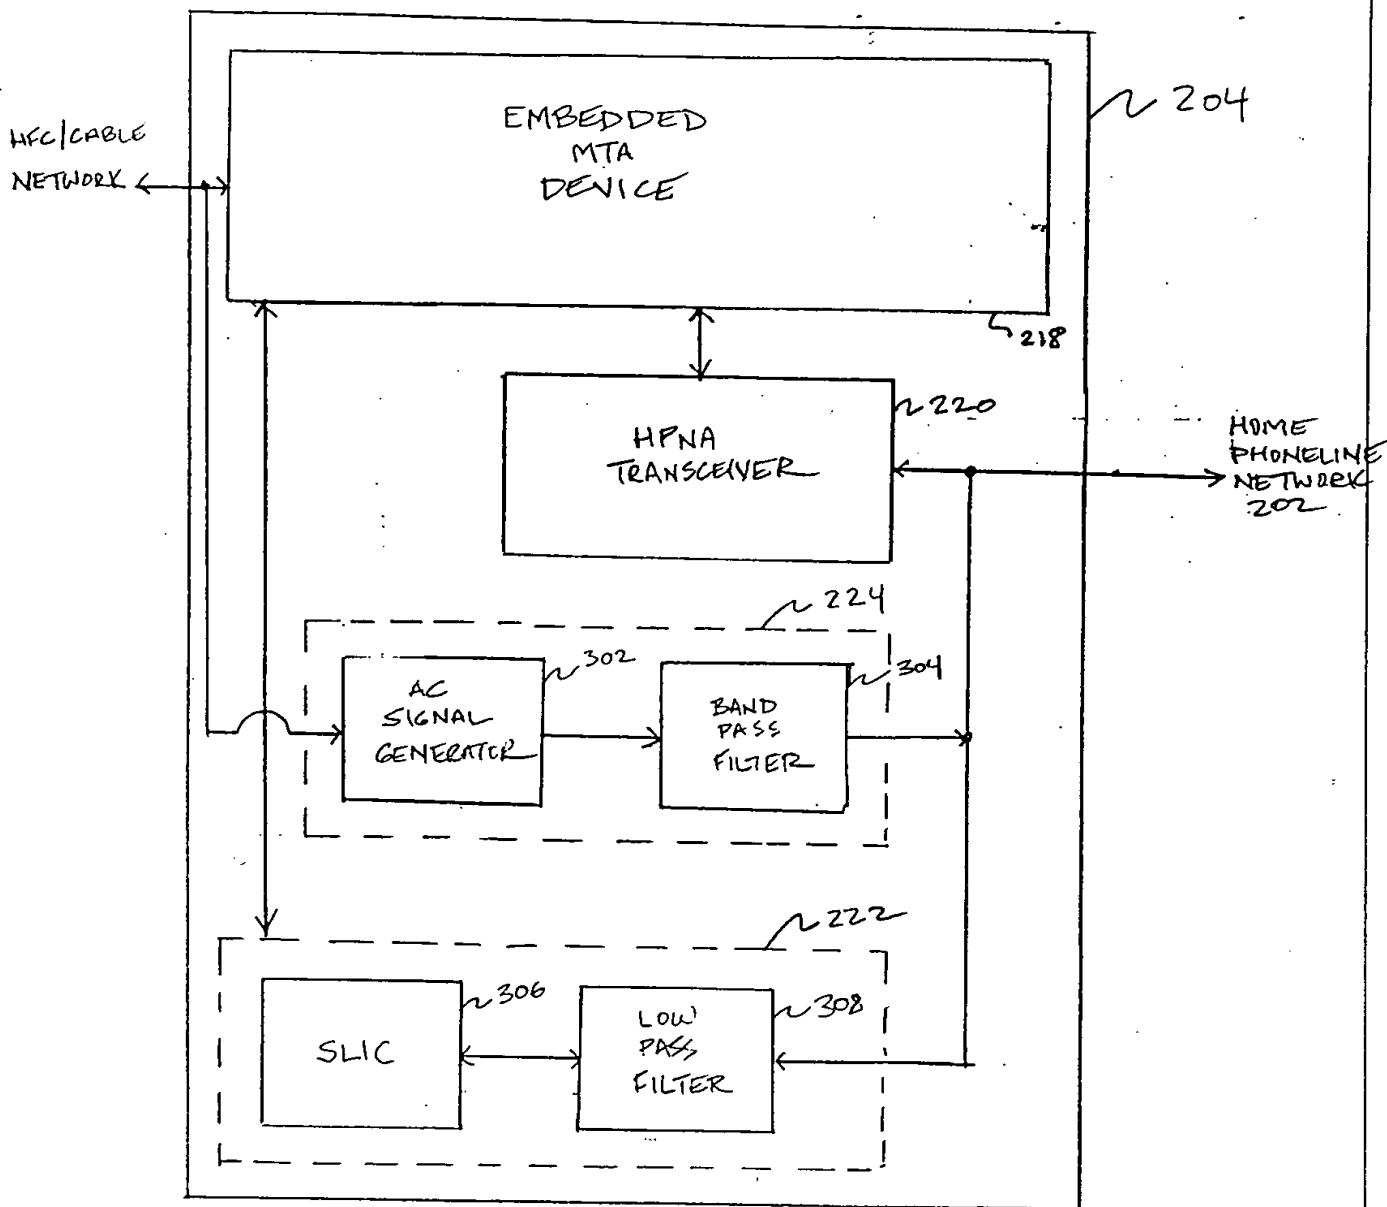 EMBEDDED
MTA
DEVICE
204
HFC/CABLE
NETWORK
218
220
HPNA
TRANSCEIVER
HOME
PHONELINE
NETWORK
202
224
302
304
AC
SIGNAL
GENERATOR
BAND
PASS
FILTER
222
306
308
SLIC
LOW
PASS
FILTER